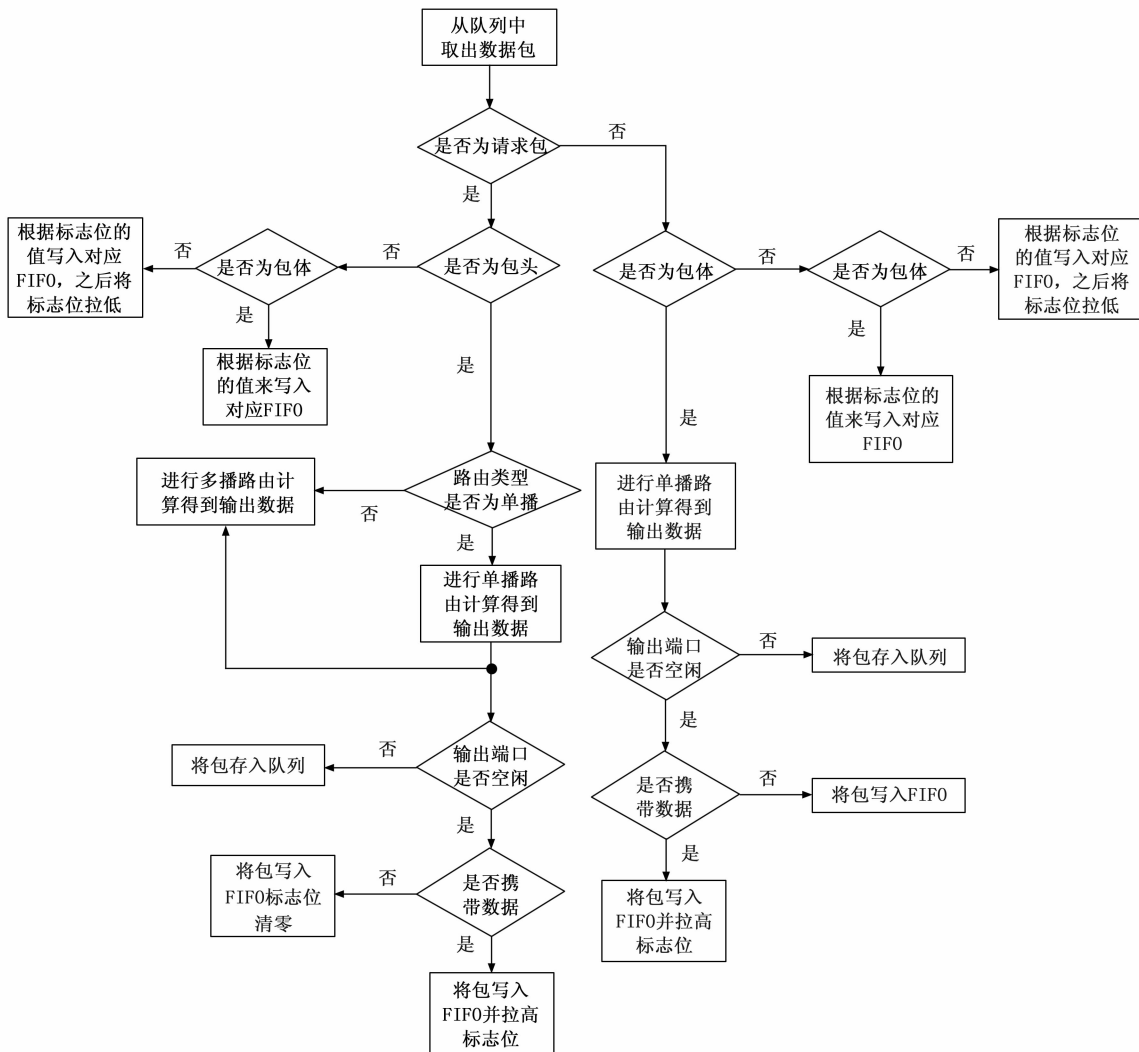 从队列中
取出数据包
是否为请求包
否
是
根据标志位的
值写入对应
FIFO，之后将
标志位拉低
否
是否为包体
否
是否为包头
是否为包体
否
是否为包体
否
根据标志位
的值写入对应
FIFO，之后将
标志位拉低
是
根据标志位
的值来写入
对应FIFO
是
是
是
根据标志位的
值来写入对应
FIFO
进行多播路由计
算得到输出数据
否
路由类型
是否为单播
是
进行单播路
由计算得到
输出数据
进行单播路
由计算得到
输出数据
输出端口
是否空闲
否
将包存入队列
是
将包存入队列
否
输出端口
是否空闲
是
是否携
带数据
否
将包写入FIFO
是
将包写入
FIFO标志位
清零
否
是否携
带数据
是
将包写入
FIFO并拉高
标志位
将包写入
FIFO并拉高
标志位